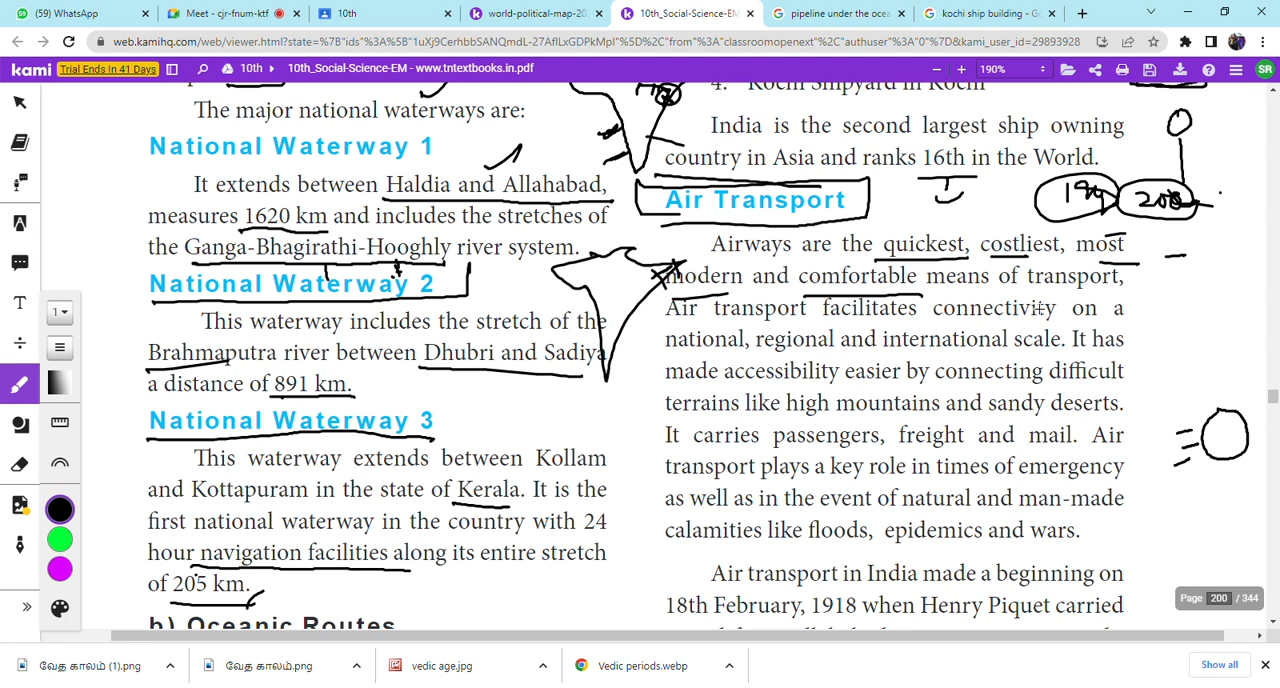 (59) WhatsApp
Meet - cjr-fnum-ktf
10th
world-political-map-202
10th_Social-Science-EM
pipeline under the ocea
kochi ship building - Go
web.kamihq.com/web/viewer.html?state=%7B"ids"%3A%5B"1uXj9CerhbbSANQmdL-27AflLxGDPkMpl"%5D%2C"from"%3A"classroomopenext"%2C"authuser"%3A"0"%7D&kami_user_id=29893928
kami
Trial Ends In 41 Days
10th
10th_Social-Science-EM - www.tntextbooks.in.pdf
190%
SR
The major national waterways are:
National Waterway 1
It extends between Haldia and Allahabad,
measures 1620 km and includes the stretches of
the Ganga-Bhagirathi-Hooghly river system.
National Waterway 2
This waterway includes the stretch of the
Brahmaputra river between Dhubri and Sadiya
a distance of 891 km.
National Waterway 3
This waterway extends between Kollam
and Kottapuram in the state of Kerala. It is the
first national waterway in the country with 24
hour navigation facilities along its entire stretch
of 205 km.
b) Oceanic Routes
4. Kochi Shipyard in Kochi
India is the second largest ship owning
country in Asia and ranks 16th in the World.
Air Transport
Airways are the quickest, costliest, most
modern and comfortable means of transport,
Air transport facilitates connectivity on a
national, regional and international scale. It has
made accessibility easier by connecting difficult
terrains like high mountains and sandy deserts.
It carries passengers, freight and mail. Air
transport plays a key role in times of emergency
as well as in the event of natural and man-made
calamities like floods, epidemics and wars.
Air transport in India made a beginning on
18th February, 1918 when Henry Piquet carried
T
1
Page 200 / 344
வேத காலம் (1).png
வேத காலம்.png
vedic age.jpg
Vedic periods.webp
Show all